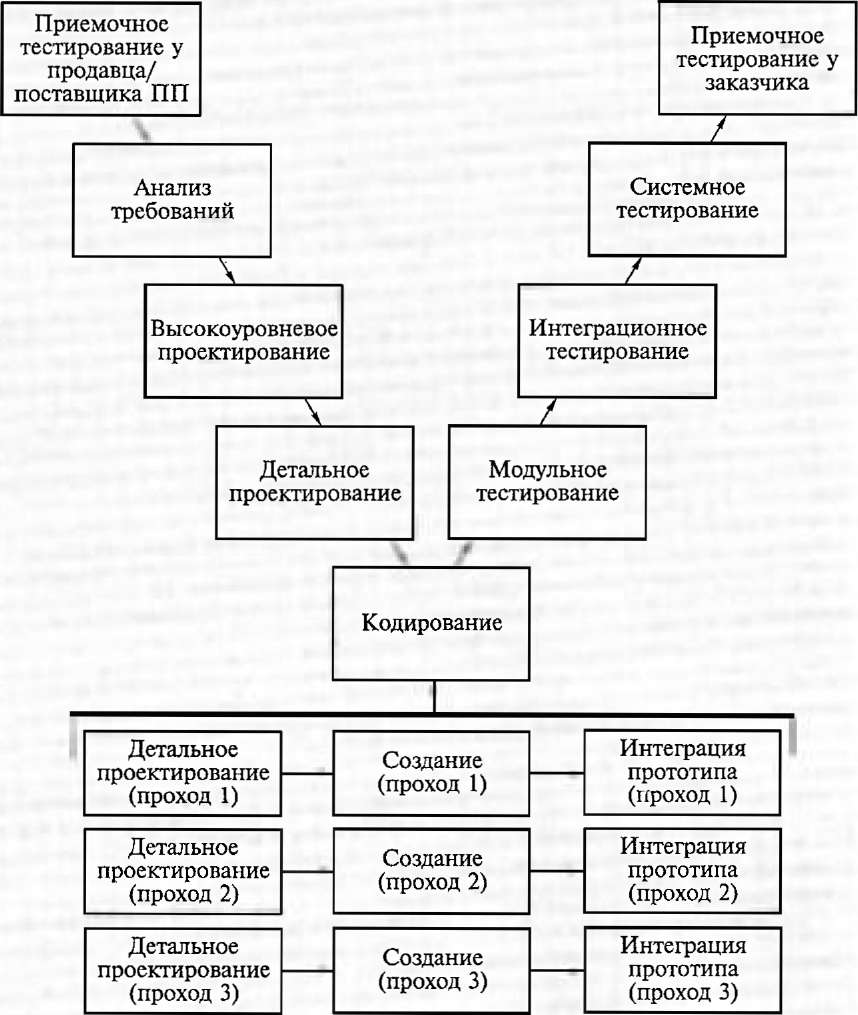 Приемочное
тестирование у
продавца/
поставщика ПП
Приемочное
тестирование у
заказчика
Анализ
требований
Системное
тестирование
Высокоуровневое
проектирование
Интеграционное
тестирование
Детальное
проектирование
Модульное
тестирование
Кодирование
Детальное
проектирование
(проход 1)
Создание
(проход 1)
Интеграция
прототипа
(проход 1)
Детальное
проектирование
(проход 2)
Создание
(проход 2)
Интеграция
прототипа
(проход 2)
Детальное
проектирование
(проход 3)
Создание
(проход 3)
Интеграция
прототипа
(проход 3)